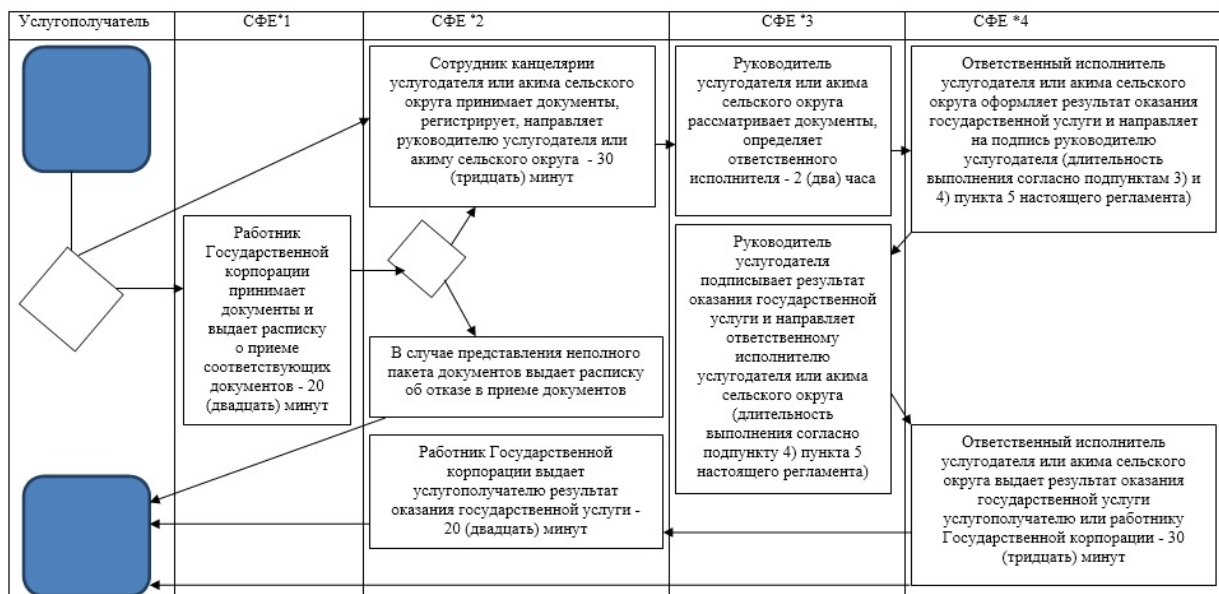 Услугополучатель
СФЕ*1
СФЕ *2
СФЕ *3
СФЕ *4
Сотрудник канцелярии
услугодателя или акима сельского
округа принимает документы,
регистрирует, направляет
руководителю услугодателя или
акиму сельского округа - 30
(тридцать) минут
Руководитель
услугодателя или акима
сельского округа
рассматривает документы,
определяет
ответственного
исполнителя - 2 (два) часа
Ответственный исполнитель
услугодателя или акима сельского
округа оформляет результат оказания
государственной услуги и направляет
на подпись руководителю
услугодателя (длительность
выполнения согласно подпунктам 3) и
4) пункта 5 настоящего регламента)
Работник
Государственной
корпорации
принимает
документы и
выдает расписку
о приеме
соответствующих
документов - 20
(двадцать) минут
Руководитель
услугодателя
подписывает результат
оказания государственной
услуги и направляет
ответственному
исполнителю
услугодателя или акима
сельского округа
(длительность
выполнения согласно
подпункту 4) пункта 5
настоящего регламента)
В случае представления неполного
пакета документов выдает расписку
об отказе в приеме документов
Работник Государственной
корпорации выдает
услугополучателю результат
оказания государственной услуги -
20 (двадцать) минут
Ответственный исполнитель
услугодателя или акима сельского
округа выдает результат оказания
государственной услуги
услугополучателю или работнику
Государственной корпорации - 30
(тридцать) минут